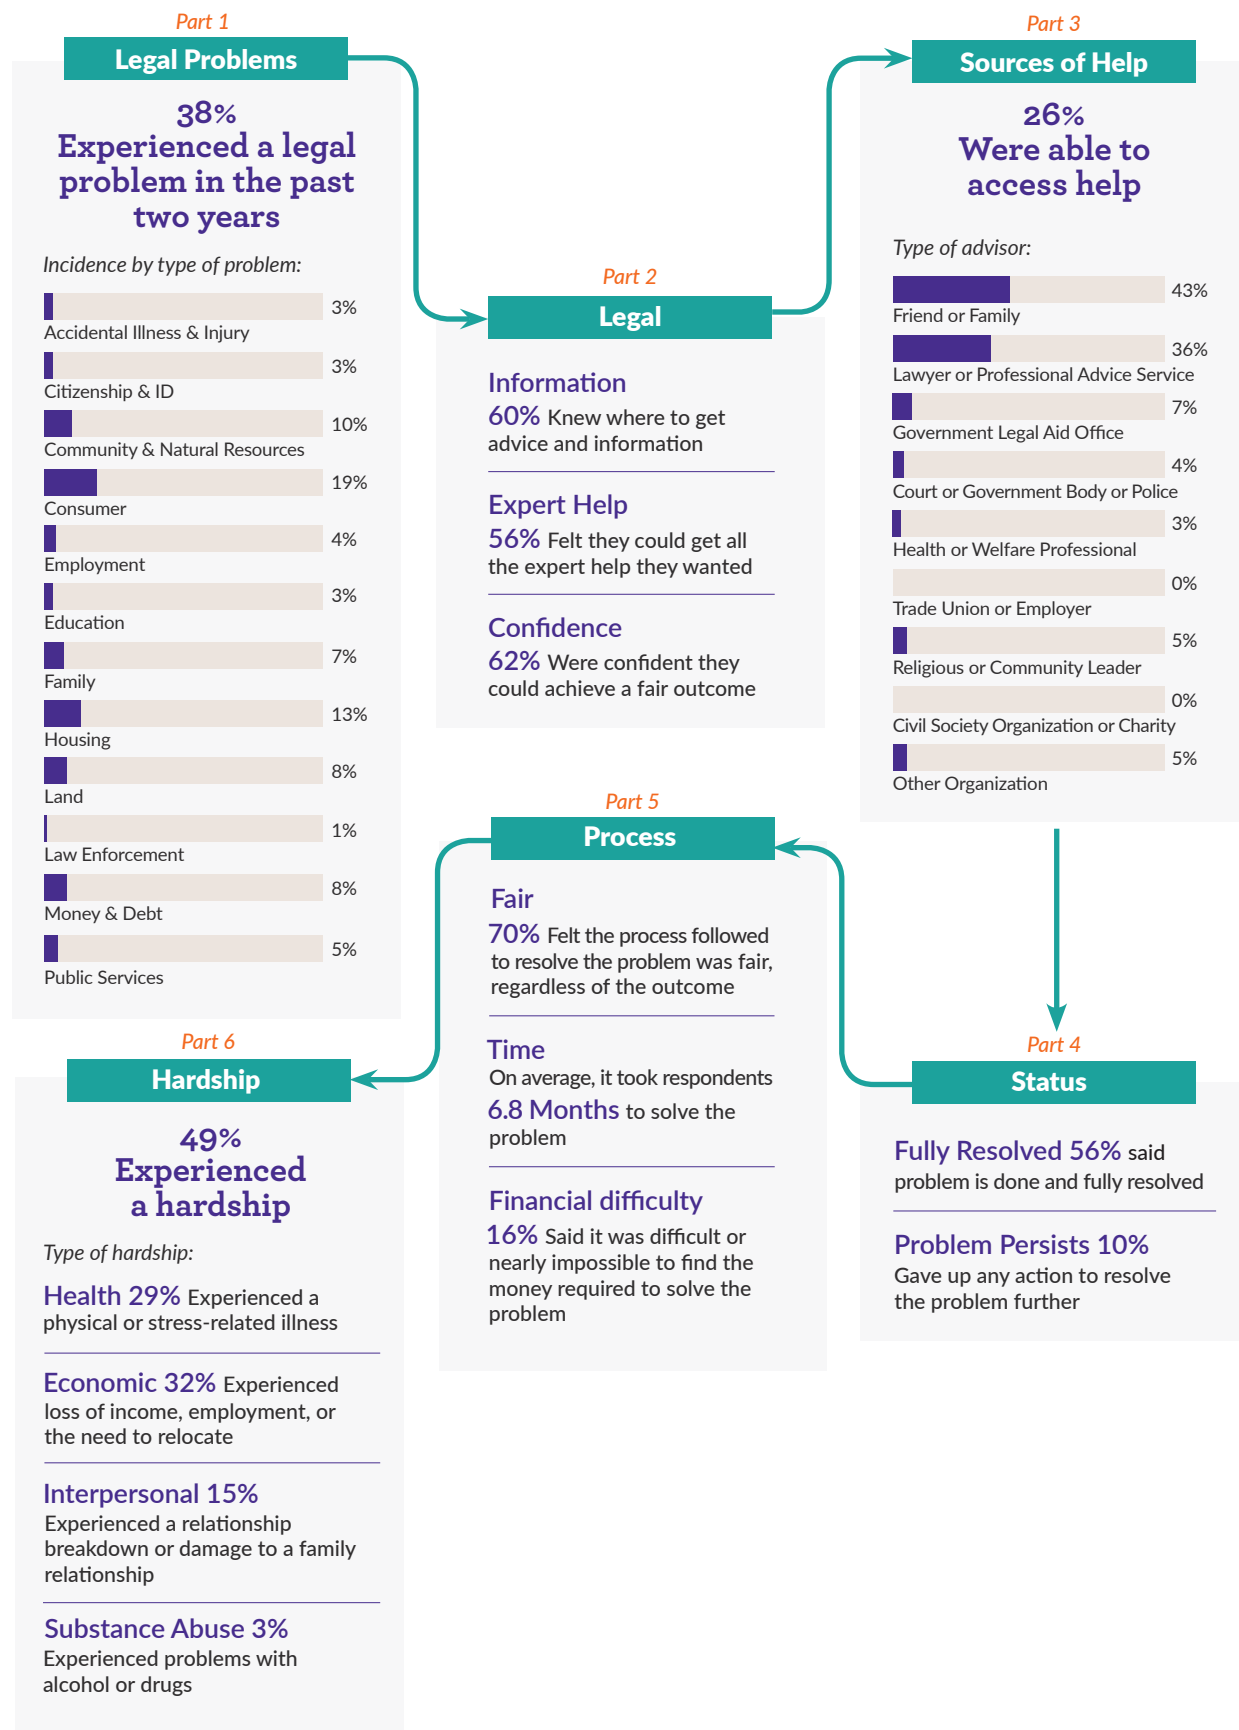 Part 1
Legal Problems
38%
Experienced a legal
problem in the past
two years
Incidence by type of problem:
3%
Accidental Illness & Injury
3%
Citizenship & ID
10%
Community & Natural Resources
19%
Consumer
4%
Employment
3%
Education
7%
Family
13%
Housing
8%
Land
1%
Law Enforcement
8%
Money & Debt
5%
Public Services
Part 2
Legal
Information
60% Knew where to get
advice and information
Expert Help
56% Felt they could get all
the expert help they wanted
Confidence
62% Were confident they
could achieve a fair outcome
Part 3
Sources of Help
26%
Were able to
access help
Type of advisor:
43%
Friend or Family
36%
Lawyer or Professional Advice Service
7%
Government Legal Aid Office
4%
Court or Government Body or Police
3%
Health or Welfare Professional
0%
Trade Union or Employer
5%
Religious or Community Leader
0%
Civil Society Organization or Charity
5%
Other Organization
Part 4
Status
Fully Resolved 56% said
problem is done and fully resolved
Problem Persists 10%
Gave up any action to resolve
the problem further
Part 5
Process
Fair
70% Felt the process followed
to resolve the problem was fair,
regardless of the outcome
Time
On average, it took respondents
6.8 Months to solve the
problem
Financial difficulty
16% Said it was difficult or
nearly impossible to find the
money required to solve the
problem
Part 6
Hardship
49%
Experienced
a hardship
Type of hardship:
Health 29% Experienced a
physical or stress-related illness
Economic 32% Experienced
loss of income, employment, or
the need to relocate
Interpersonal 15%
Experienced a relationship
breakdown or damage to a family
relationship
Substance Abuse 3%
Experienced problems with
alcohol or drugs